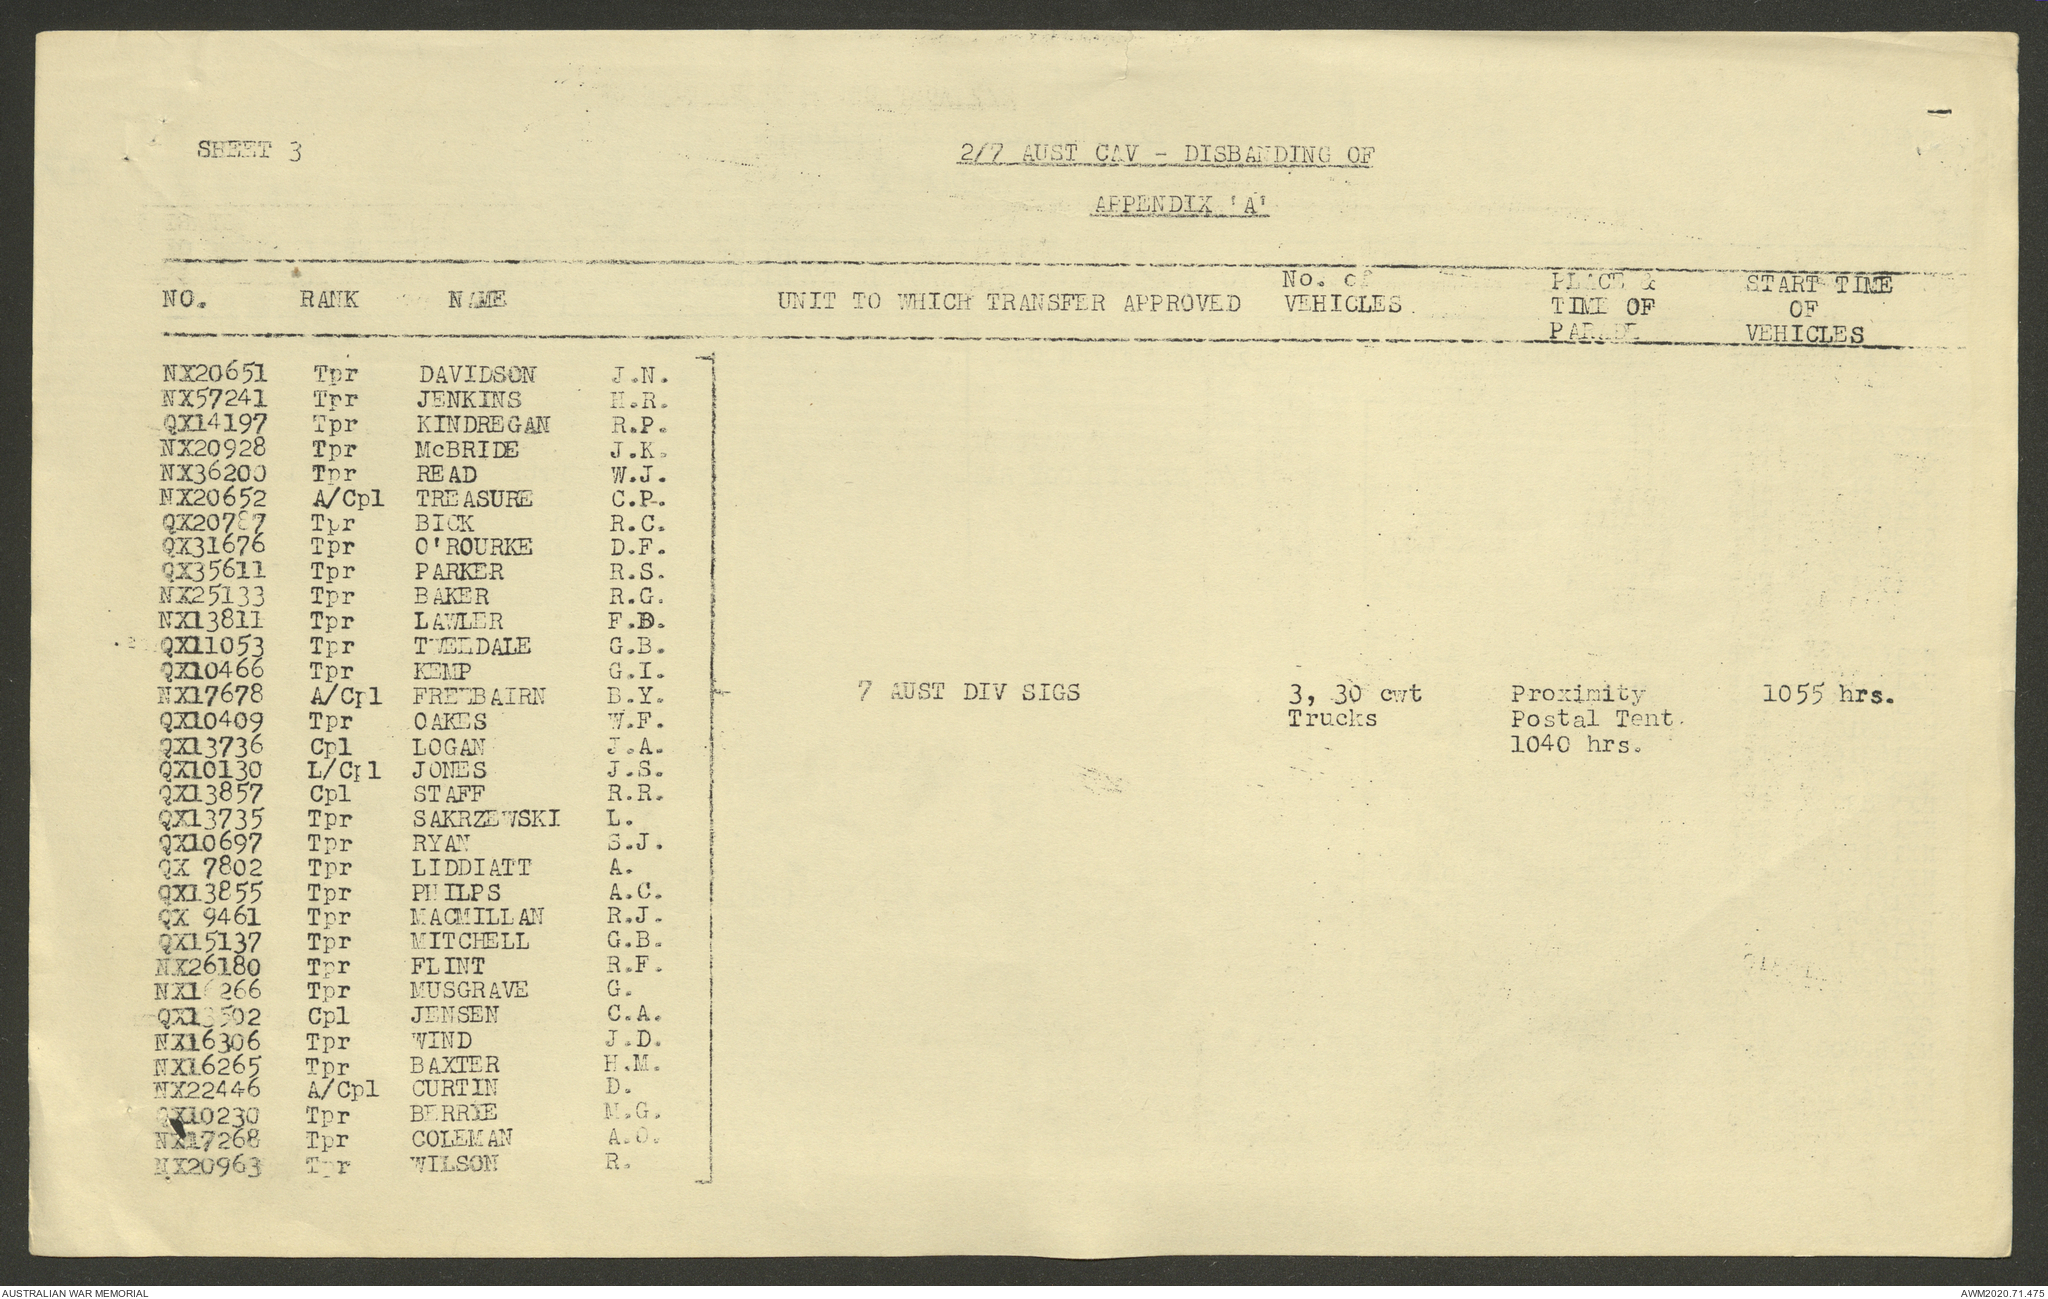 SHEET 3
2/7 AUST CAV - DISBANDING OF
APPENDIX 'A'
NO. RANK NAME UNIT TO WHICH TRANSFER APPROVED No. of VEHICLES PLACE & TIME OF PARADE START TIME OF VEHICLES
NX20651 Tpr DAVIDSON J.N.
NX57241 Tpr JENKINS H.R.
QX14197 Tpr KINDREGAN R.P.
NX20928 Tpr McBRIDE J.K.
NX36200 Tpr READ W.J.
NX20652 A/Cpl TREASURE C.P.
QX20787 Tpr BICK R.C.
QX31676 Tpr O'ROURKE D.F.
QX35611 Tpr PARKER R.S.
NX25133 Tpr BAKER R.G.
NX13811 Tpr LAWLER F.D.
QX11053 Tpr TWEEDALE G.B.
QX10466 Tpr KEMP G.I.
NX17678 A/Cpl FREEBAIRN B.Y. 7 AUST DIV SIGS 3, 30 cwt Proximity 1055 hrs.
QX10409 Tpr OAKES W.F. Trucks Postal Tent.
QX13736 Cpl LOGAN J.A. 1040 hrs.
QX10130 L/Cpl JONES J.S.
QX13857 Cpl STAFF R.R.
QX13735 Tpr SAKRZEWSKI L.
QX10697 Tpr RYAN S.J.
QX 7802 Tpr LIDDIATT A.
QX13855 Tpr PHILPS A.C.
QX 9461 Tpr MACMILLAN R.J.
QX15137 Tpr MITCHELL G.B.
NX26180 Tpr FLINT R.F.
NX16266 Tpr MUSGRAVE G.
QX13502 Cpl JENSEN C.A.
NX16306 Tpr WIND J.D.
NX16265 Tpr BAXTER H.M.
NX22446 A/Cpl CURTIN D.
QX10230 Tpr BERRYE M.G.
NX17268 Tpr COLEMAN A.O.
NX20963 Tpr WILSON R.
AUSTRALIAN WAR MEMORIAL AWM2020.71.475